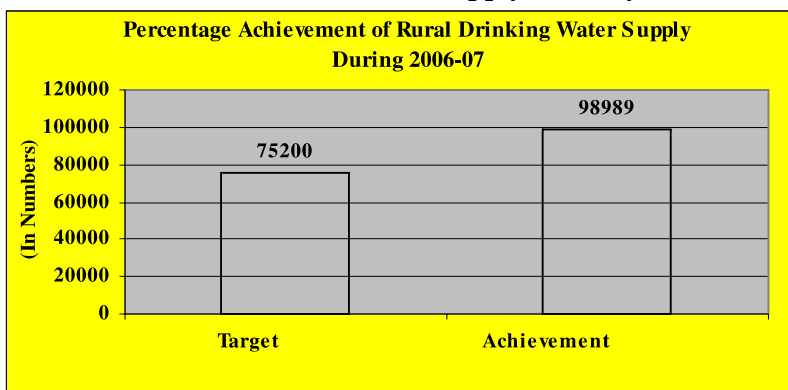 Percentage Achievement of Rural Drinking Water Supply
During 2006-07
(In Numbers)
120000
100000
80000
60000
40000
20000
0
75200
98989
Target
Achievement